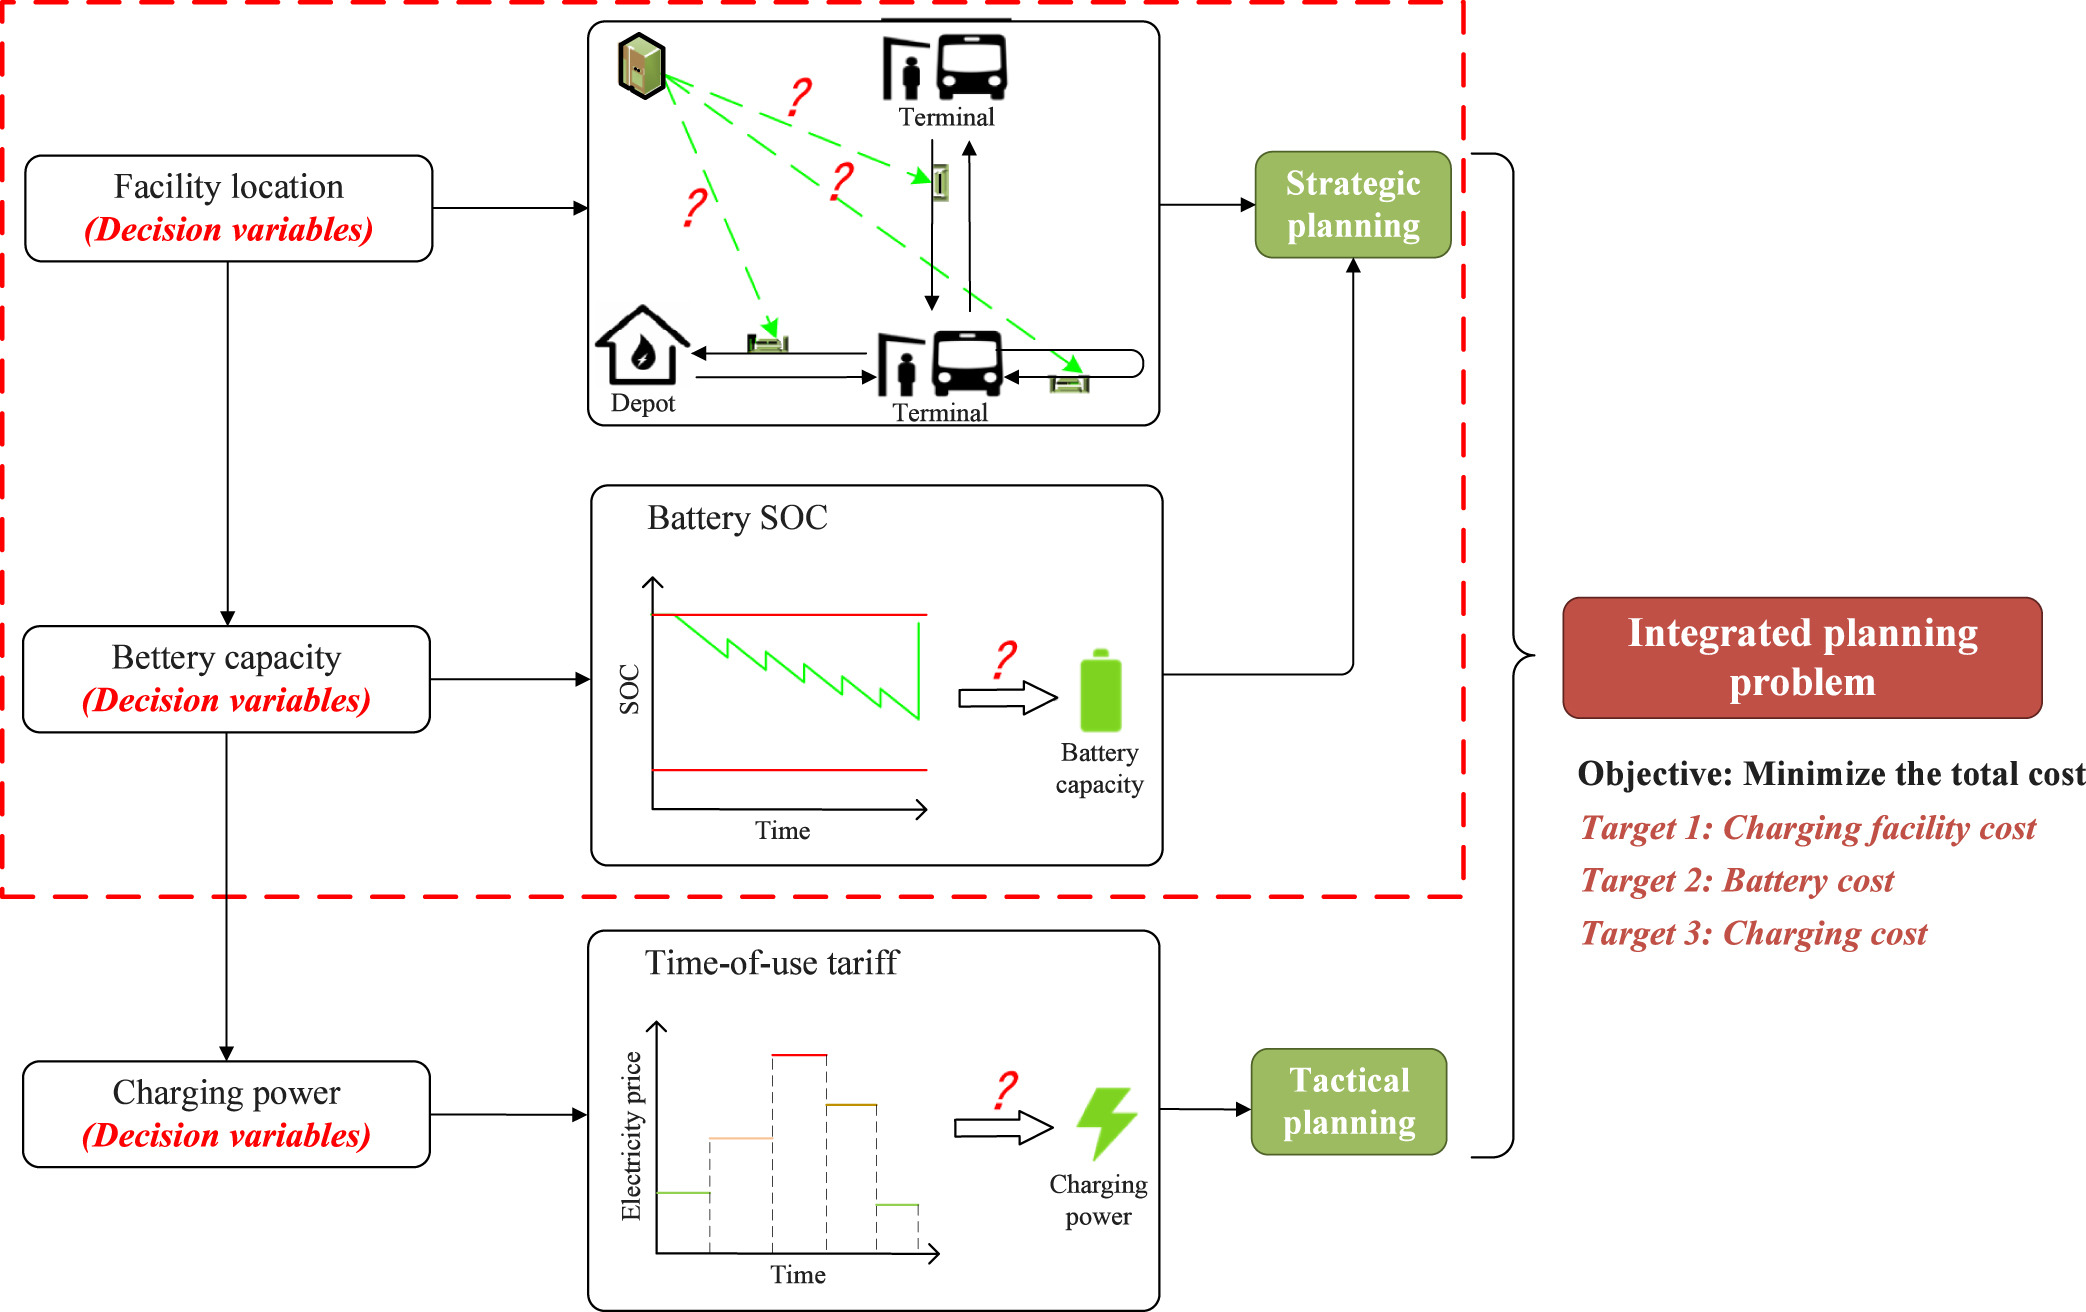 Facility location
(Decision variables)
?
?
?
Terminal
Depot
Terminal
Strategic
planning
Bettery capacity
(Decision variables)
Battery SOC
SOC
Time
?
Battery
capacity
Integrated planning
problem
Objective: Minimize the total cost
Target 1: Charging facility cost
Target 2: Battery cost
Target 3: Charging cost
Charging power
(Decision variables)
Time-of-use tariff
Electricity price
Time
?
Charging
power
Tactical
planning